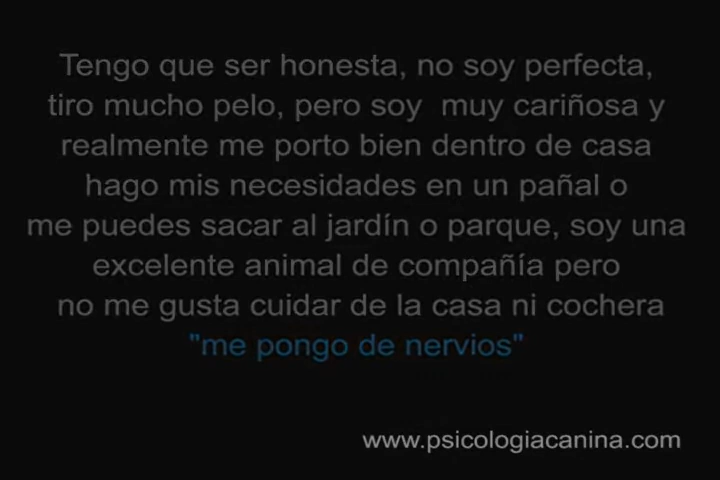 Tengo que ser honesta, no soy perfecta,
tiro mucho pelo, pero soy muy cariñosa y
realmente me porto bien dentro de casa
hago mis necesidades en un pañal o
me puedes sacar al jardín o parque, soy una
excelente animal de compañía pero
no me gusta cuidar de la casa ni cochera
"me pongo de nervios"
www.psicologiacanina.com